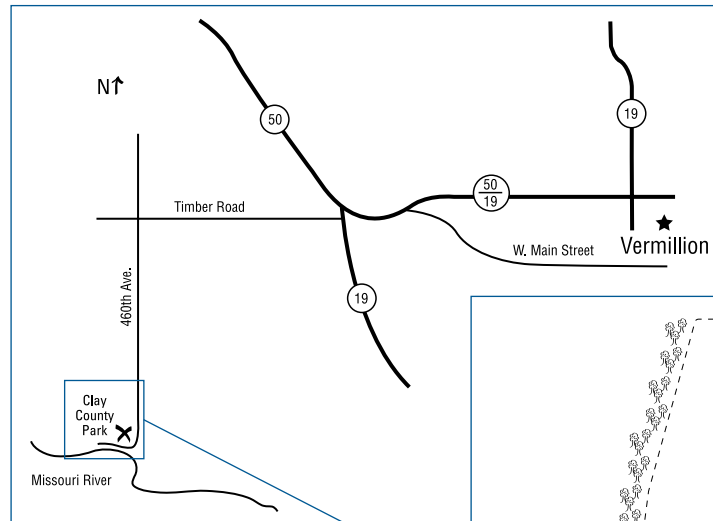 N
50
19
Timber Road
50
19
Vermillion
W. Main Street
460th Ave.
19
Clay
County
Park
Missouri River